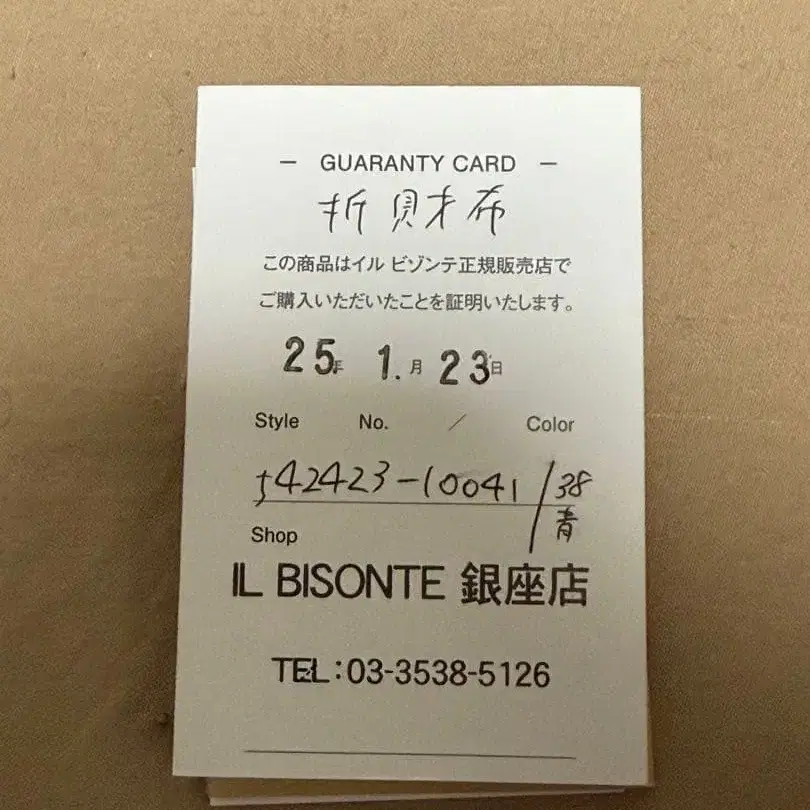 — GUARANTY CARD —
折財布
この商品はイル ビゾンテ正規販売店で
ご購入いただいたことを証明いたします。
25年 1.月 23日
Style No. / Color
542423-10041/38
青
Shop
IL BISONTE 銀座店
TEL:03-3538-5126